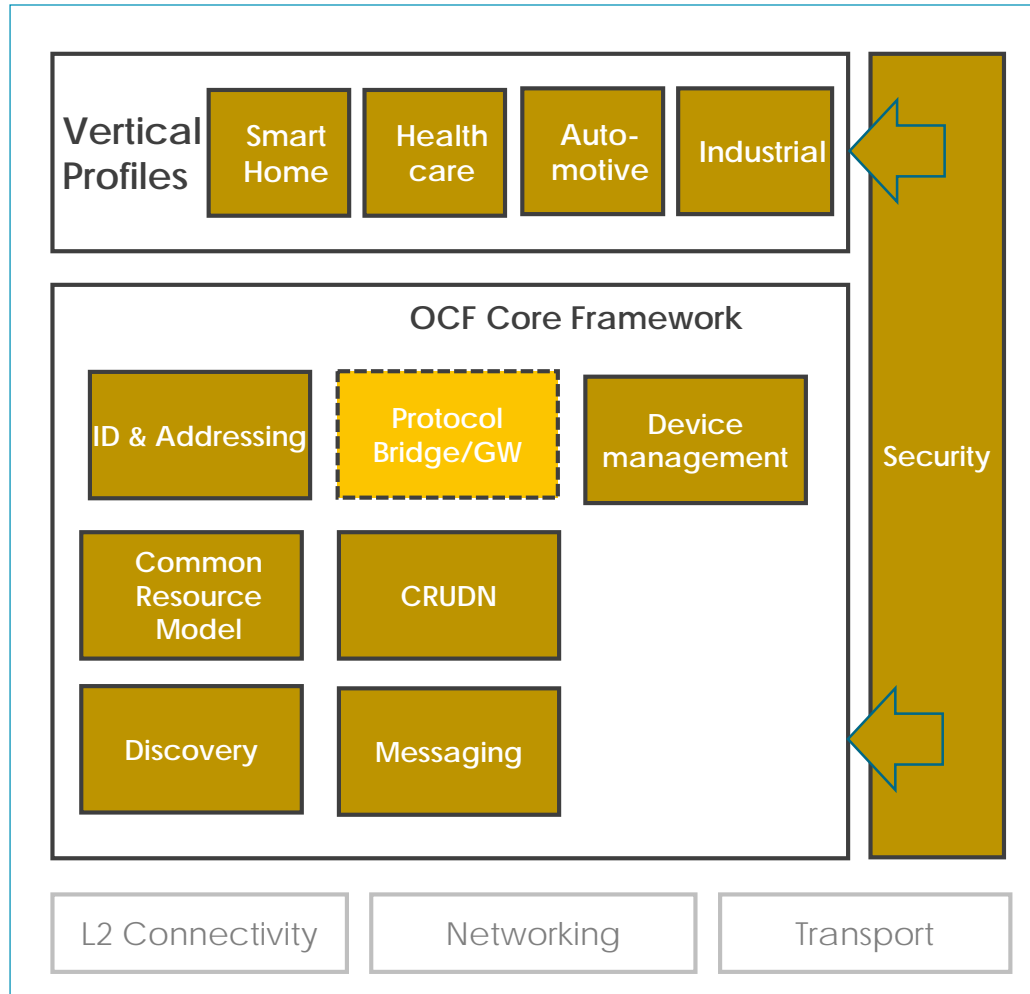 Vertical
Profiles
Smart
Home
Health
care
Auto-
motive
Industrial
OCF Core Framework
ID & Addressing
Protocol
Bridge/GW
Device
management
Security
Common
Resource
Model
CRUDN
Discovery
Messaging
L2 Connectivity
Networking
Transport